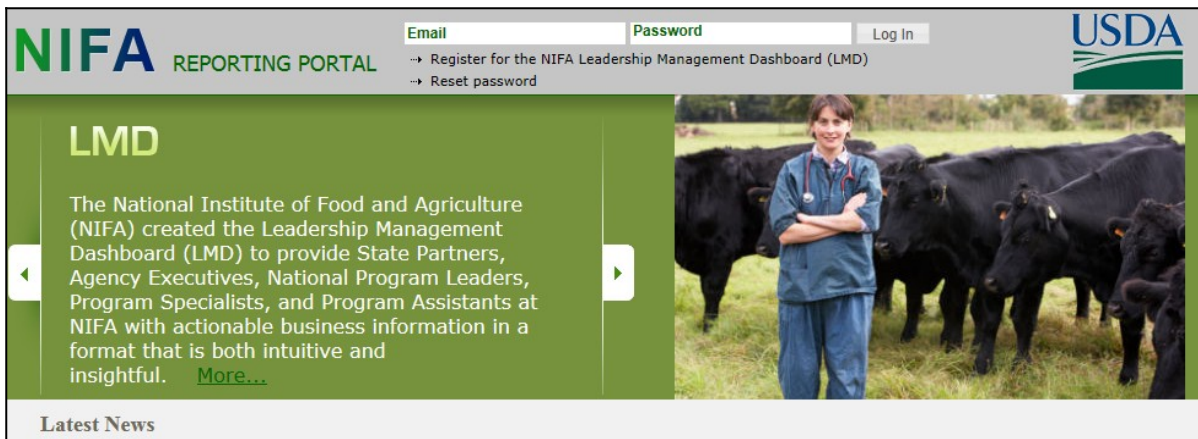 NIFA REPORTING PORTAL
Email
Password
Log In
Register for the NIFA Leadership Management Dashboard (LMD)
Reset password
USDA
LMD
The National Institute of Food and Agriculture
(NIFA) created the Leadership Management
Dashboard (LMD) to provide State Partners,
Agency Executives, National Program Leaders,
Program Specialists, and Program Assistants at
NIFA with actionable business information in a
format that is both intuitive and
insightful. More...
Latest News